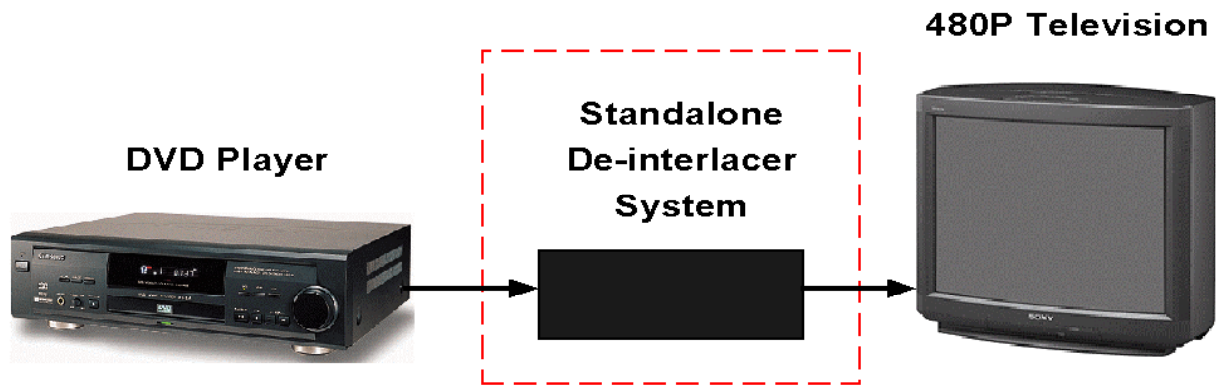 480P Television
Standalone
De-interlacer
System
DVD Player
SONY